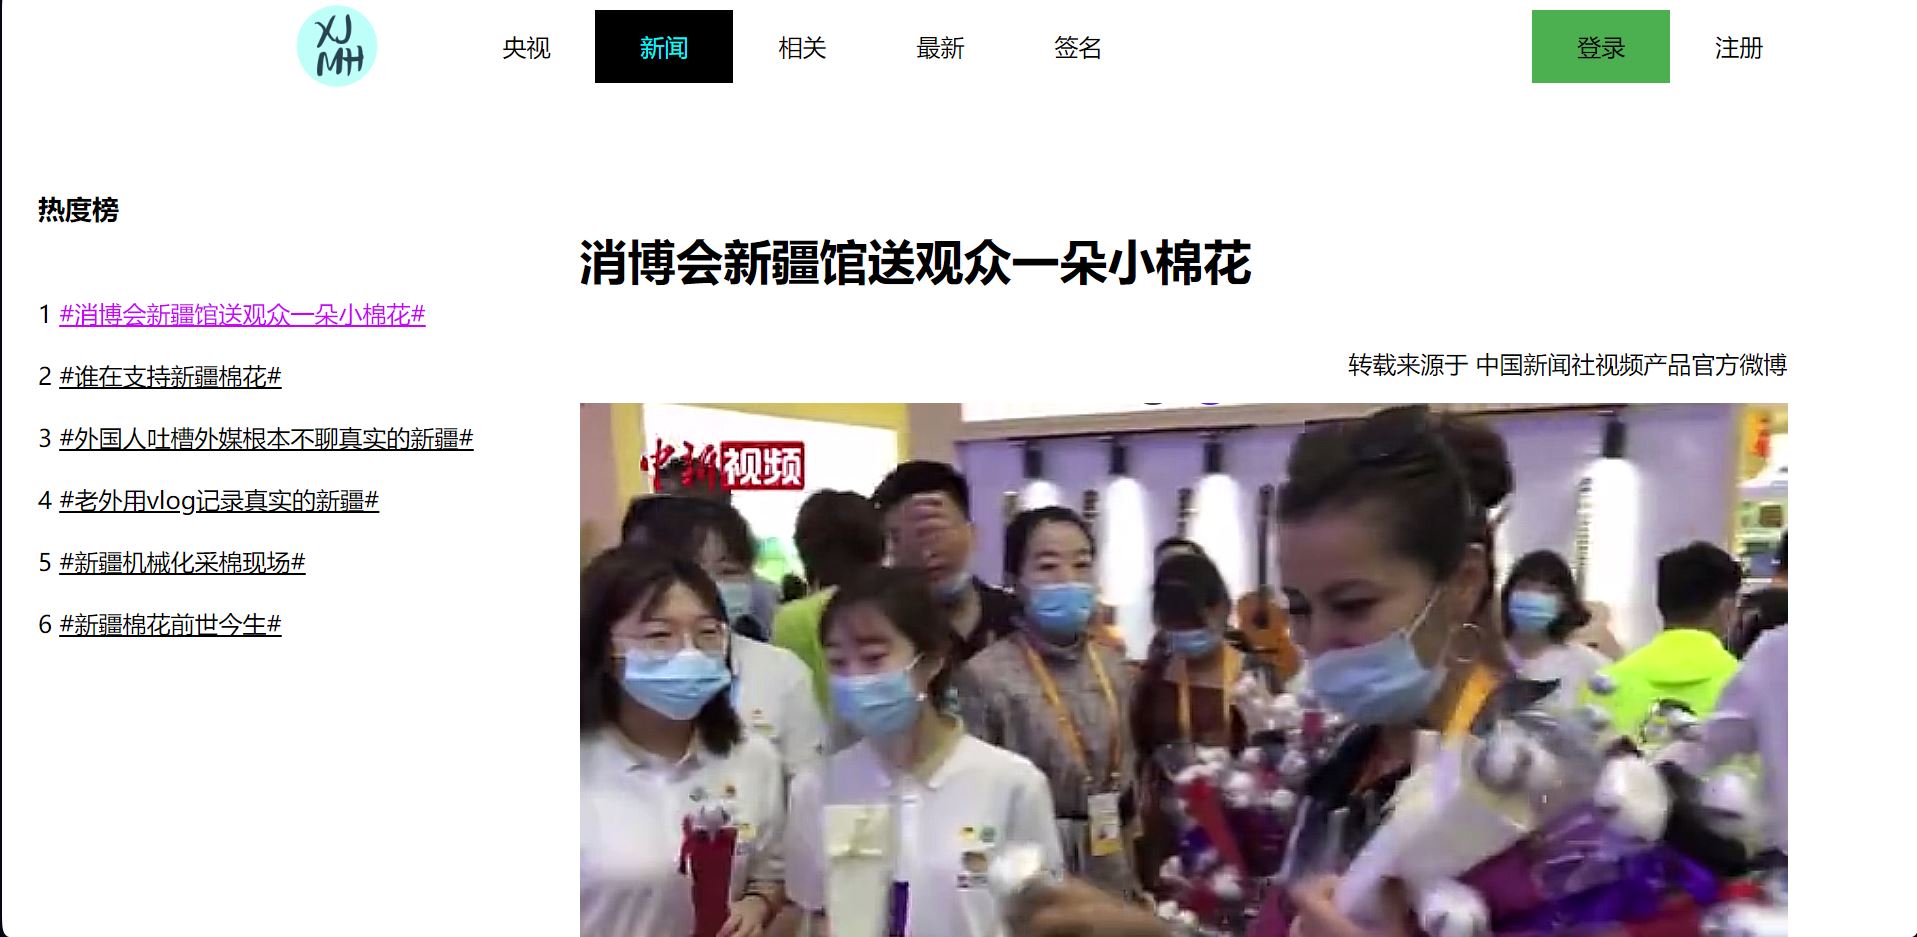 XJ
MH
央视 新闻 相关 最新 签名 登录 注册
热度榜
1 #消博会新疆馆送观众一朵小棉花#
2 #谁在支持新疆棉花#
3 #外国人吐槽外媒根本不聊真实的新疆#
4 #老外用vlog记录真实的新疆#
5 #新疆机械化采棉现场#
6 #新疆棉花前世今生#
消博会新疆馆送观众一朵小棉花
转载来源于 中国新闻社视频产品官方微博
中新视频